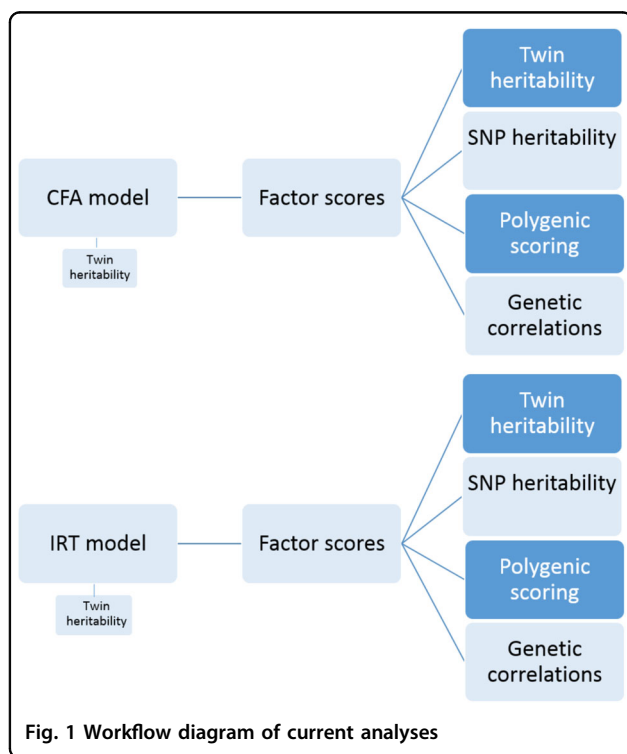 Twin
heritability
SNP heritability
CFA model
Factor scores
Twin
heritability
Polygenic
scoring
Genetic
correlations
Twin
heritability
SNP heritability
IRT model
Factor scores
Twin
heritability
Polygenic
scoring
Genetic
correlations
Fig. 1 Workflow diagram of current analyses